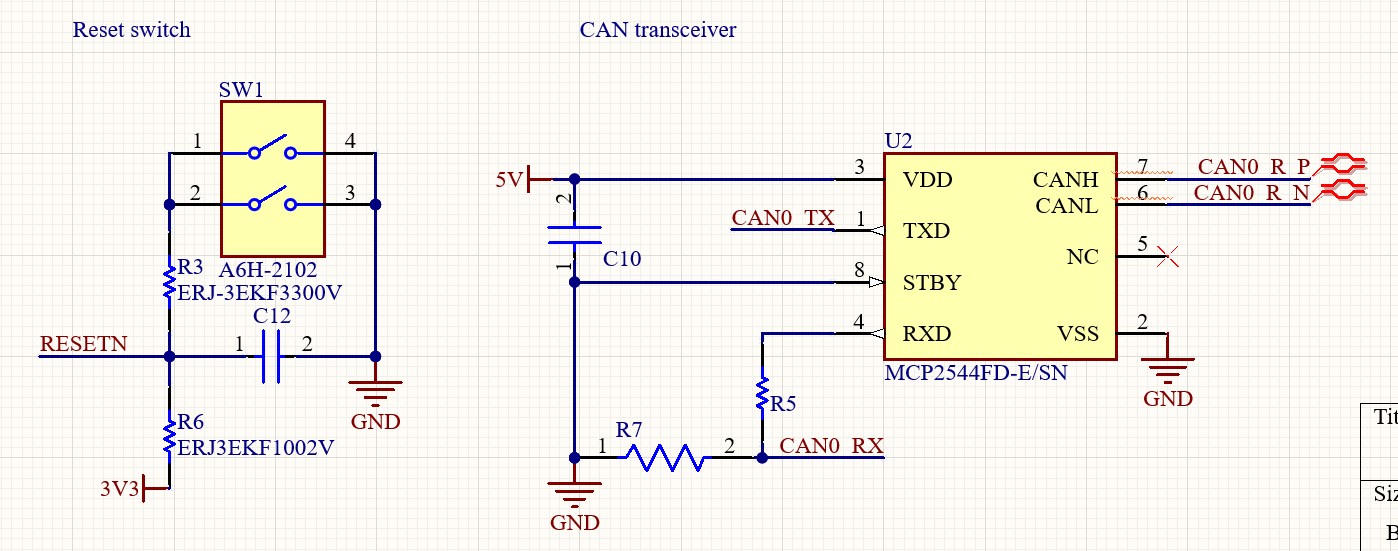 Reset switch
CAN transceiver
SW1
1
4
2
3
A6H-2102
R3
ERJ-3EKF3300V
C12
RESETN
1
2
GND
R6
ERJ3EKF1002V
3V3
U2
5V
3
VDD
CANH
7
CAN0_R_P
CANL
6
CAN0_R_N
2
CAN0_TX
1
TXD
1
C10
NC
5
8
STBY
4
RXD
VSS
2
MCP2544FD-E/SN
GND
R5
R7
1
2
CAN0_RX
GND
Tit
Siz
B